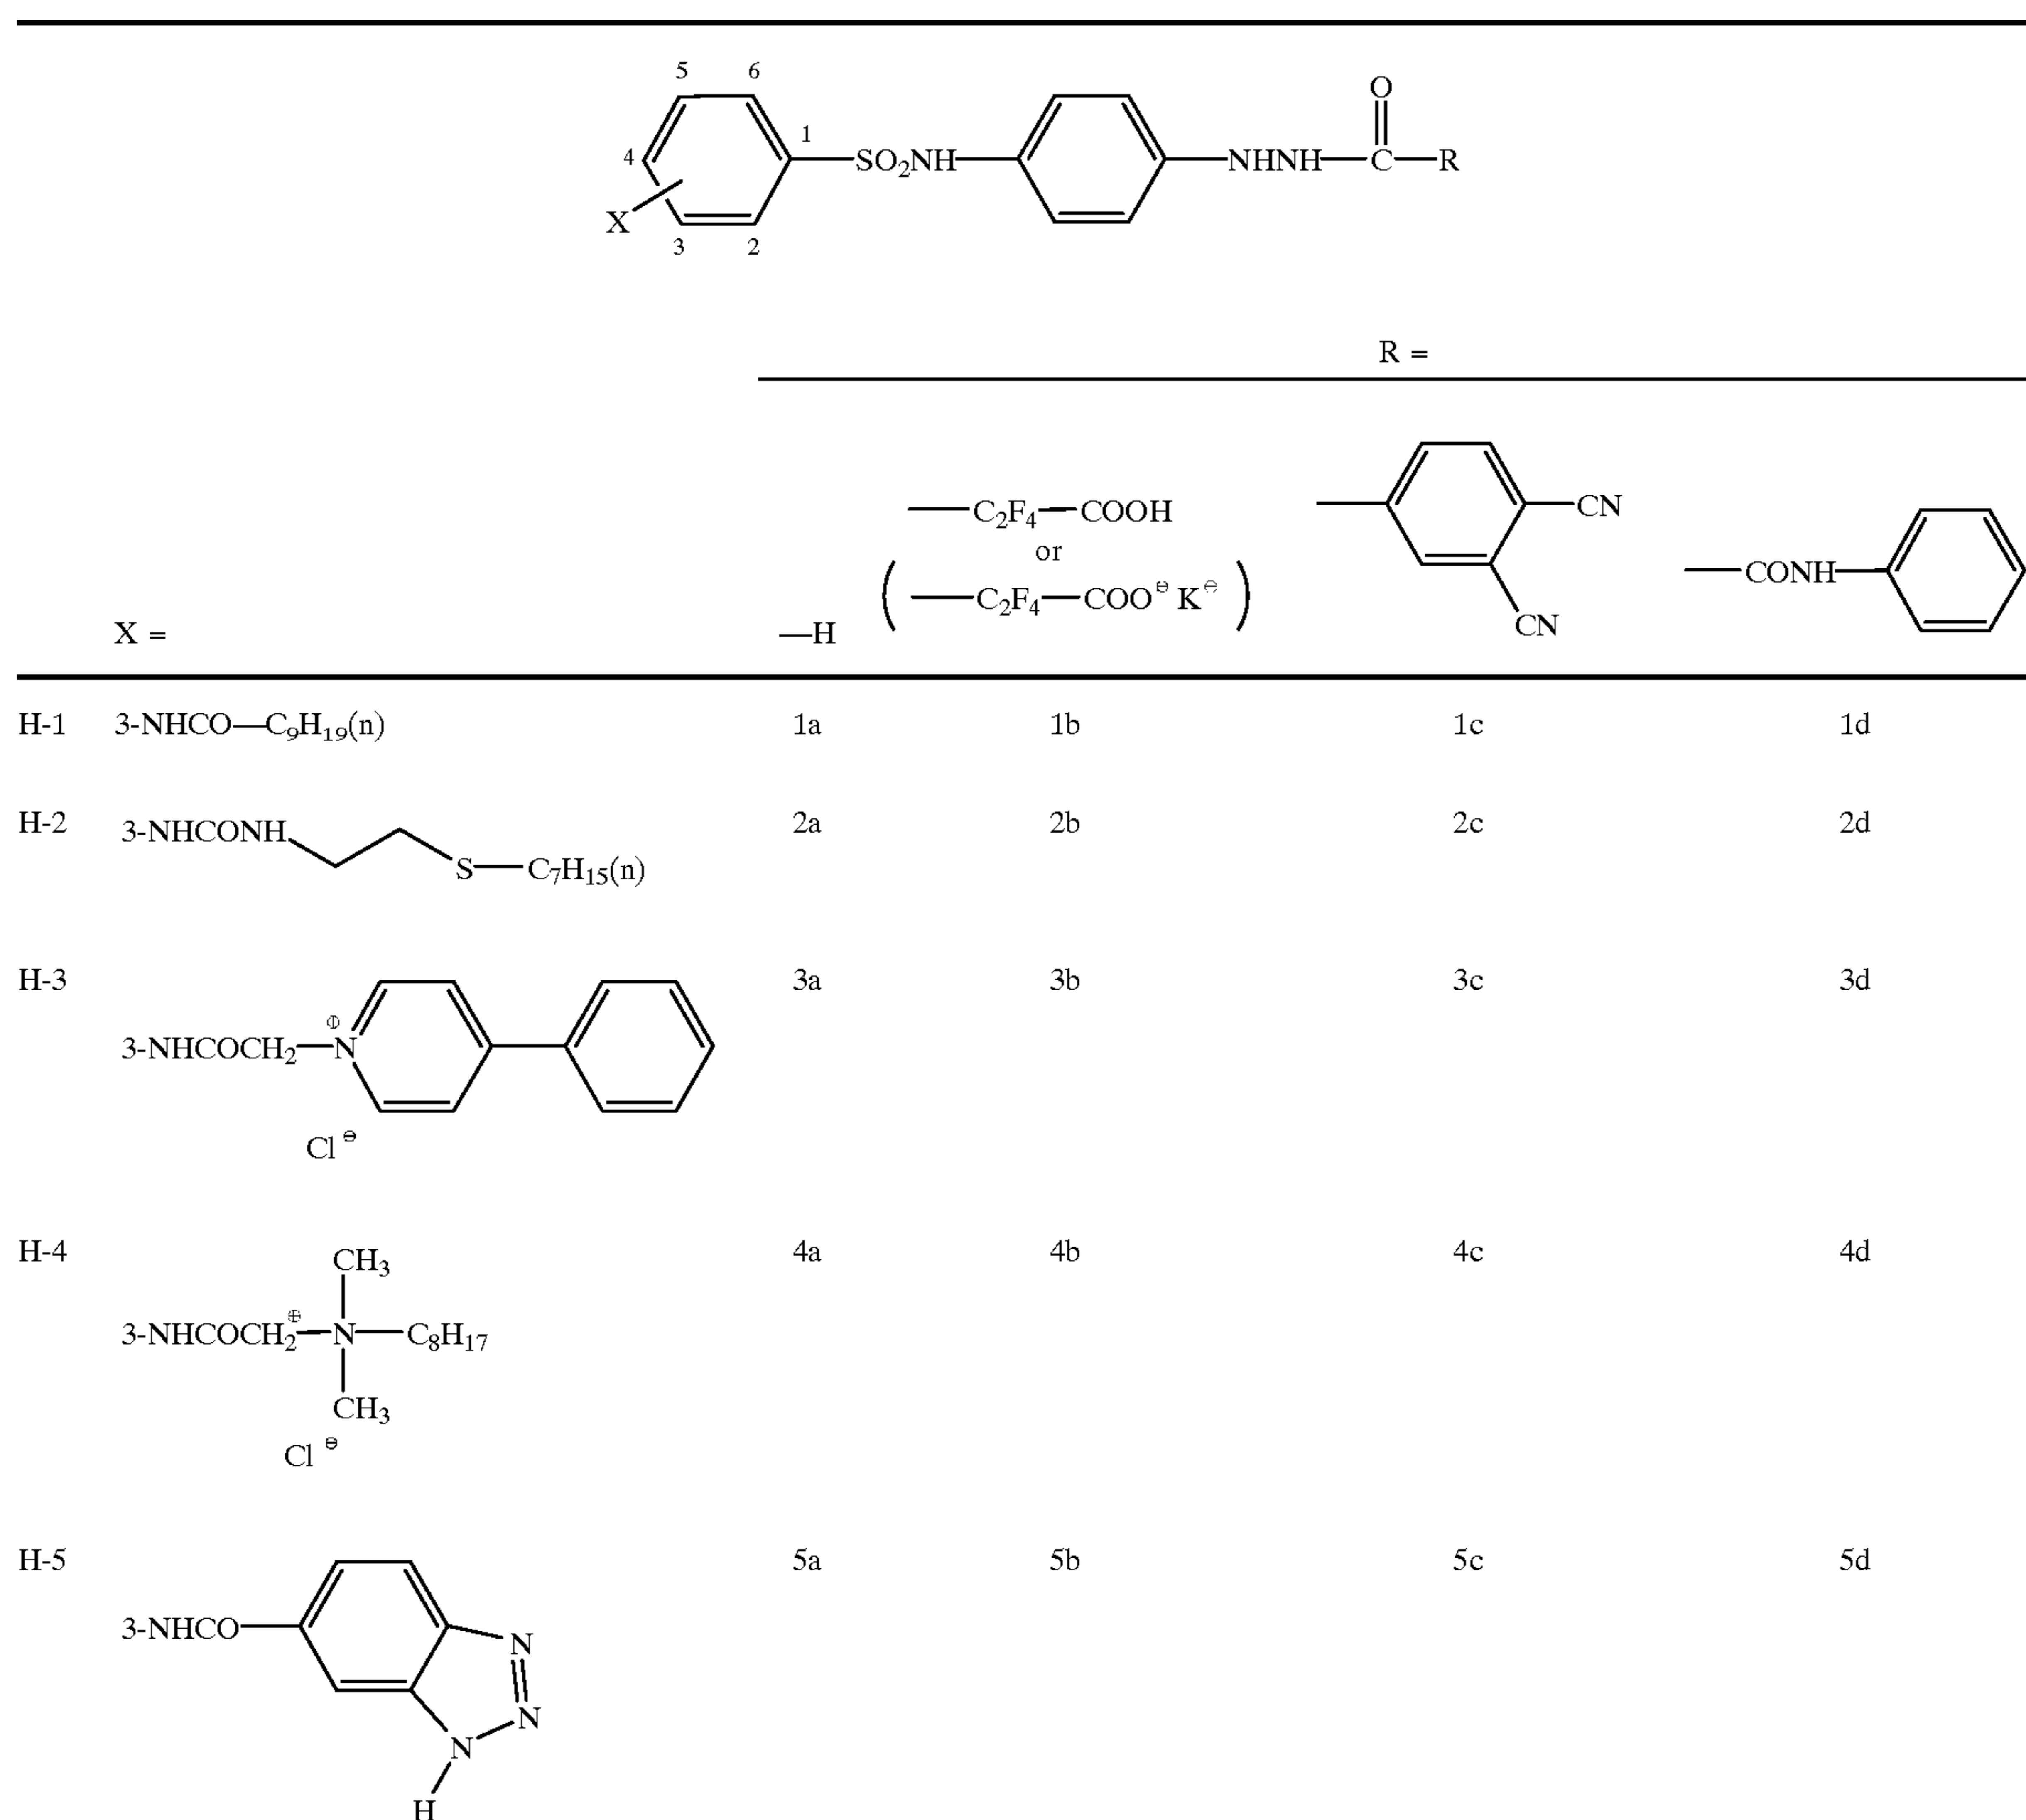 5 6
O
1
4 SO₂NH NHNH—C—R
X
3 2
R =
—C₂F₄—COOH
or
( —C₂F₄—COO⊖ K⊖ )
CN
CN
—CONH
X = —H
H-1 3-NHCO—C₉H₁₉(n) 1a 1b 1c 1d
H-2 3-NHCONH S—C₇H₁₅(n) 2a 2b 2c 2d
H-3 3a 3b 3c 3d
⊕
3-NHCOCH₂—N
Cl⊖
H-4 4a 4b 4c 4d
CH₃
⊕
3-NHCOCH₂—N—C₈H₁₇
CH₃
Cl⊖
H-5 5a 5b 5c 5d
3-NHCO
N
N
N
H